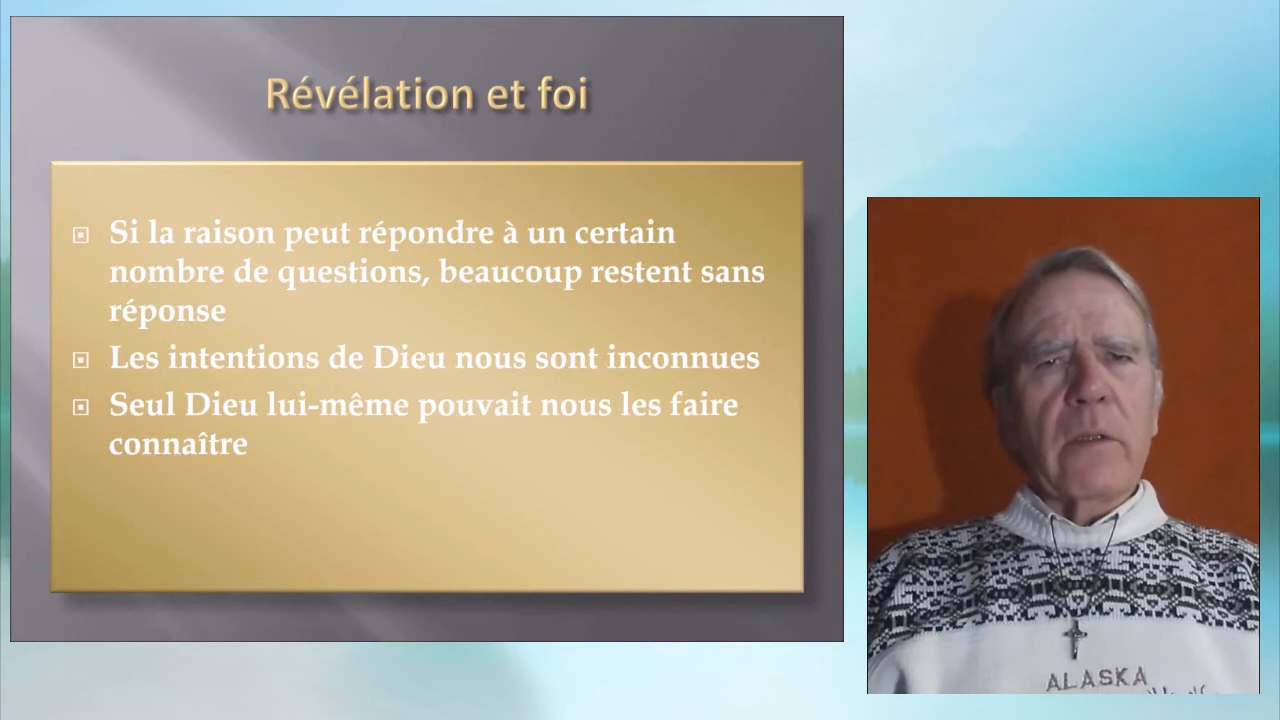 Révélation et foi
Si la raison peut répondre à un certain
nombre de questions, beaucoup restent sans
réponse
Les intentions de Dieu nous sont inconnues
Seul Dieu lui-même pouvait nous les faire
connaître
ALASKA